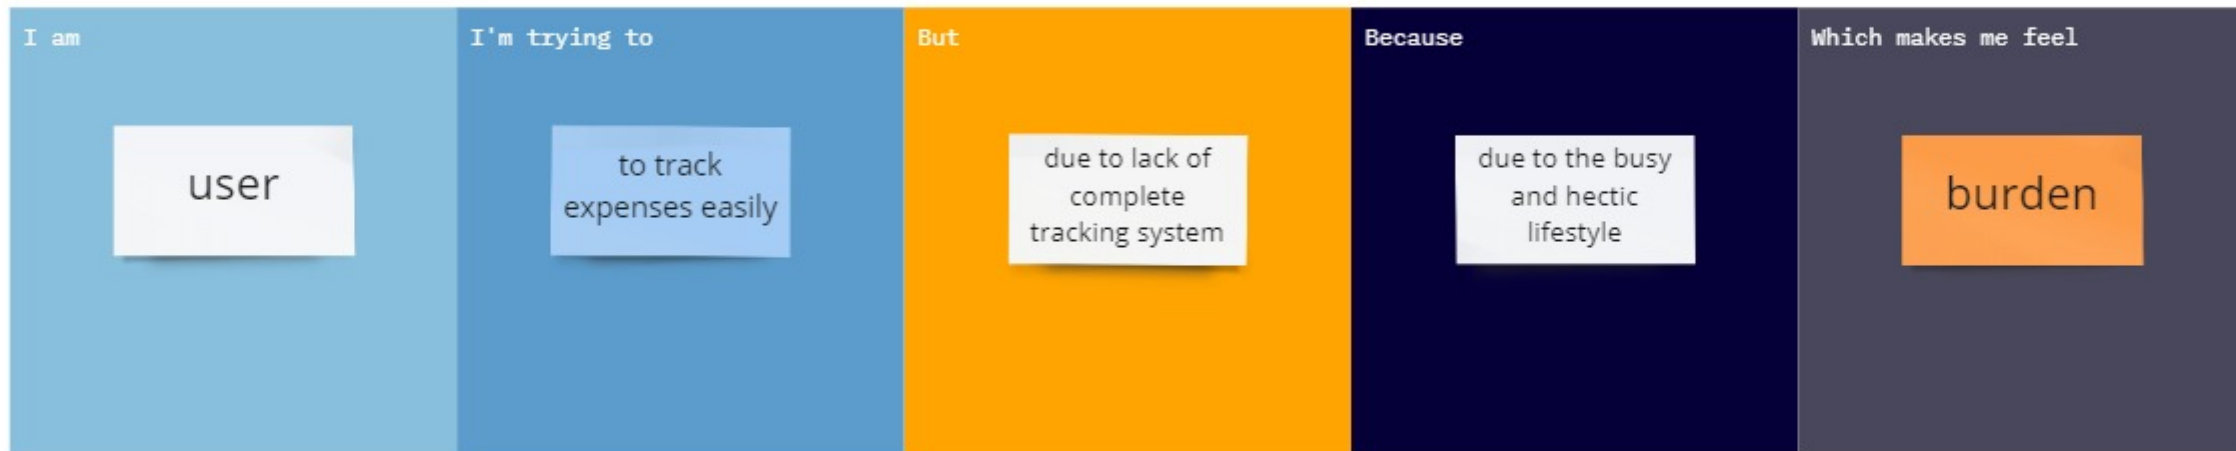 I am
user
I'm trying to
to track
expenses easily
But
due to lack of
complete
tracking system
Because
due to the busy
and hectic
lifestyle
Which makes me feel
burden